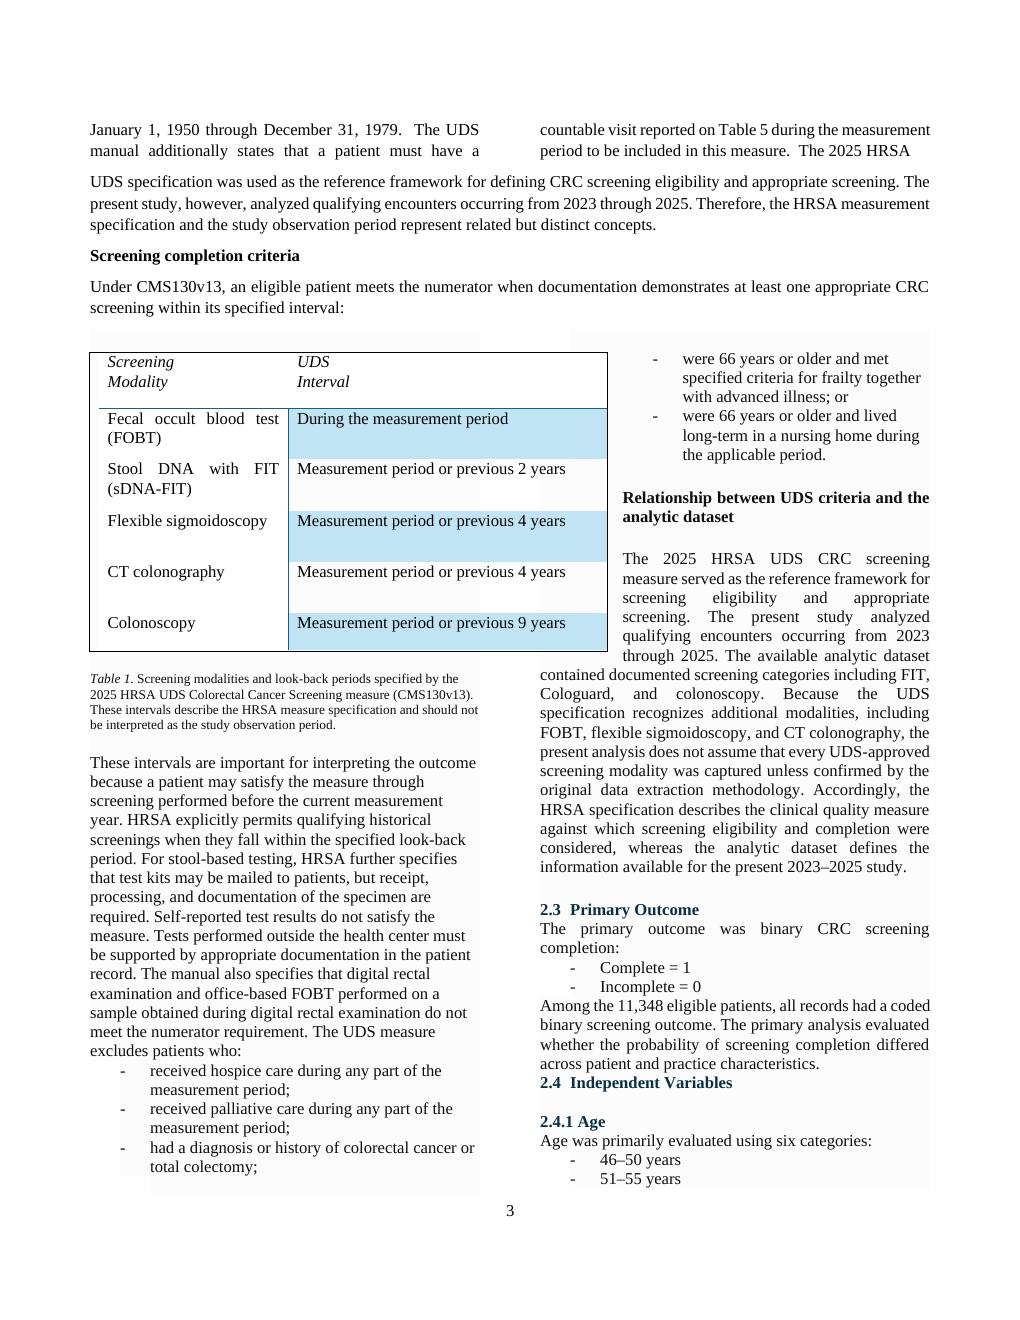 January 1, 1950 through December 31, 1979. The UDS
manual additionally states that a patient must have a
countable visit reported on Table 5 during the measurement
period to be included in this measure. The 2025 HRSA
UDS specification was used as the reference framework for defining CRC screening eligibility and appropriate screening. The
present study, however, analyzed qualifying encounters occurring from 2023 through 2025. Therefore, the HRSA measurement
specification and the study observation period represent related but distinct concepts.
Screening completion criteria
Under CMS130v13, an eligible patient meets the numerator when documentation demonstrates at least one appropriate CRC
screening within its specified interval:
Screening
Modality
UDS
Interval
Fecal occult blood test
(FOBT)
During the measurement period
Stool DNA with FIT
(sDNA-FIT)
Measurement period or previous 2 years
Flexible sigmoidoscopy
Measurement period or previous 4 years
CT colonography
Measurement period or previous 4 years
Colonoscopy
Measurement period or previous 9 years
Table 1. Screening modalities and look-back periods specified by the
2025 HRSA UDS Colorectal Cancer Screening measure (CMS130v13).
These intervals describe the HRSA measure specification and should not
be interpreted as the study observation period.
These intervals are important for interpreting the outcome
because a patient may satisfy the measure through
screening performed before the current measurement
year. HRSA explicitly permits qualifying historical
screenings when they fall within the specified look-back
period. For stool-based testing, HRSA further specifies
that test kits may be mailed to patients, but receipt,
processing, and documentation of the specimen are
required. Self-reported test results do not satisfy the
measure. Tests performed outside the health center must
be supported by appropriate documentation in the patient
record. The manual also specifies that digital rectal
examination and office-based FOBT performed on a
sample obtained during digital rectal examination do not
meet the numerator requirement. The UDS measure
excludes patients who:
- received hospice care during any part of the
measurement period;
- received palliative care during any part of the
measurement period;
- had a diagnosis or history of colorectal cancer or
total colectomy;
- were 66 years or older and met
specified criteria for frailty together
with advanced illness; or
- were 66 years or older and lived
long-term in a nursing home during
the applicable period.
Relationship between UDS criteria and the
analytic dataset
The 2025 HRSA UDS CRC screening
measure served as the reference framework for
screening eligibility and appropriate
screening. The present study analyzed
qualifying encounters occurring from 2023
through 2025. The available analytic dataset
contained documented screening categories including FIT,
Cologuard, and colonoscopy. Because the UDS
specification recognizes additional modalities, including
FOBT, flexible sigmoidoscopy, and CT colonography, the
present analysis does not assume that every UDS-approved
screening modality was captured unless confirmed by the
original data extraction methodology. Accordingly, the
HRSA specification describes the clinical quality measure
against which screening eligibility and completion were
considered, whereas the analytic dataset defines the
information available for the present 2023–2025 study.
2.3 Primary Outcome
The primary outcome was binary CRC screening
completion:
- Complete = 1
- Incomplete = 0
Among the 11,348 eligible patients, all records had a coded
binary screening outcome. The primary analysis evaluated
whether the probability of screening completion differed
across patient and practice characteristics.
2.4 Independent Variables
2.4.1 Age
Age was primarily evaluated using six categories:
- 46–50 years
- 51–55 years
3